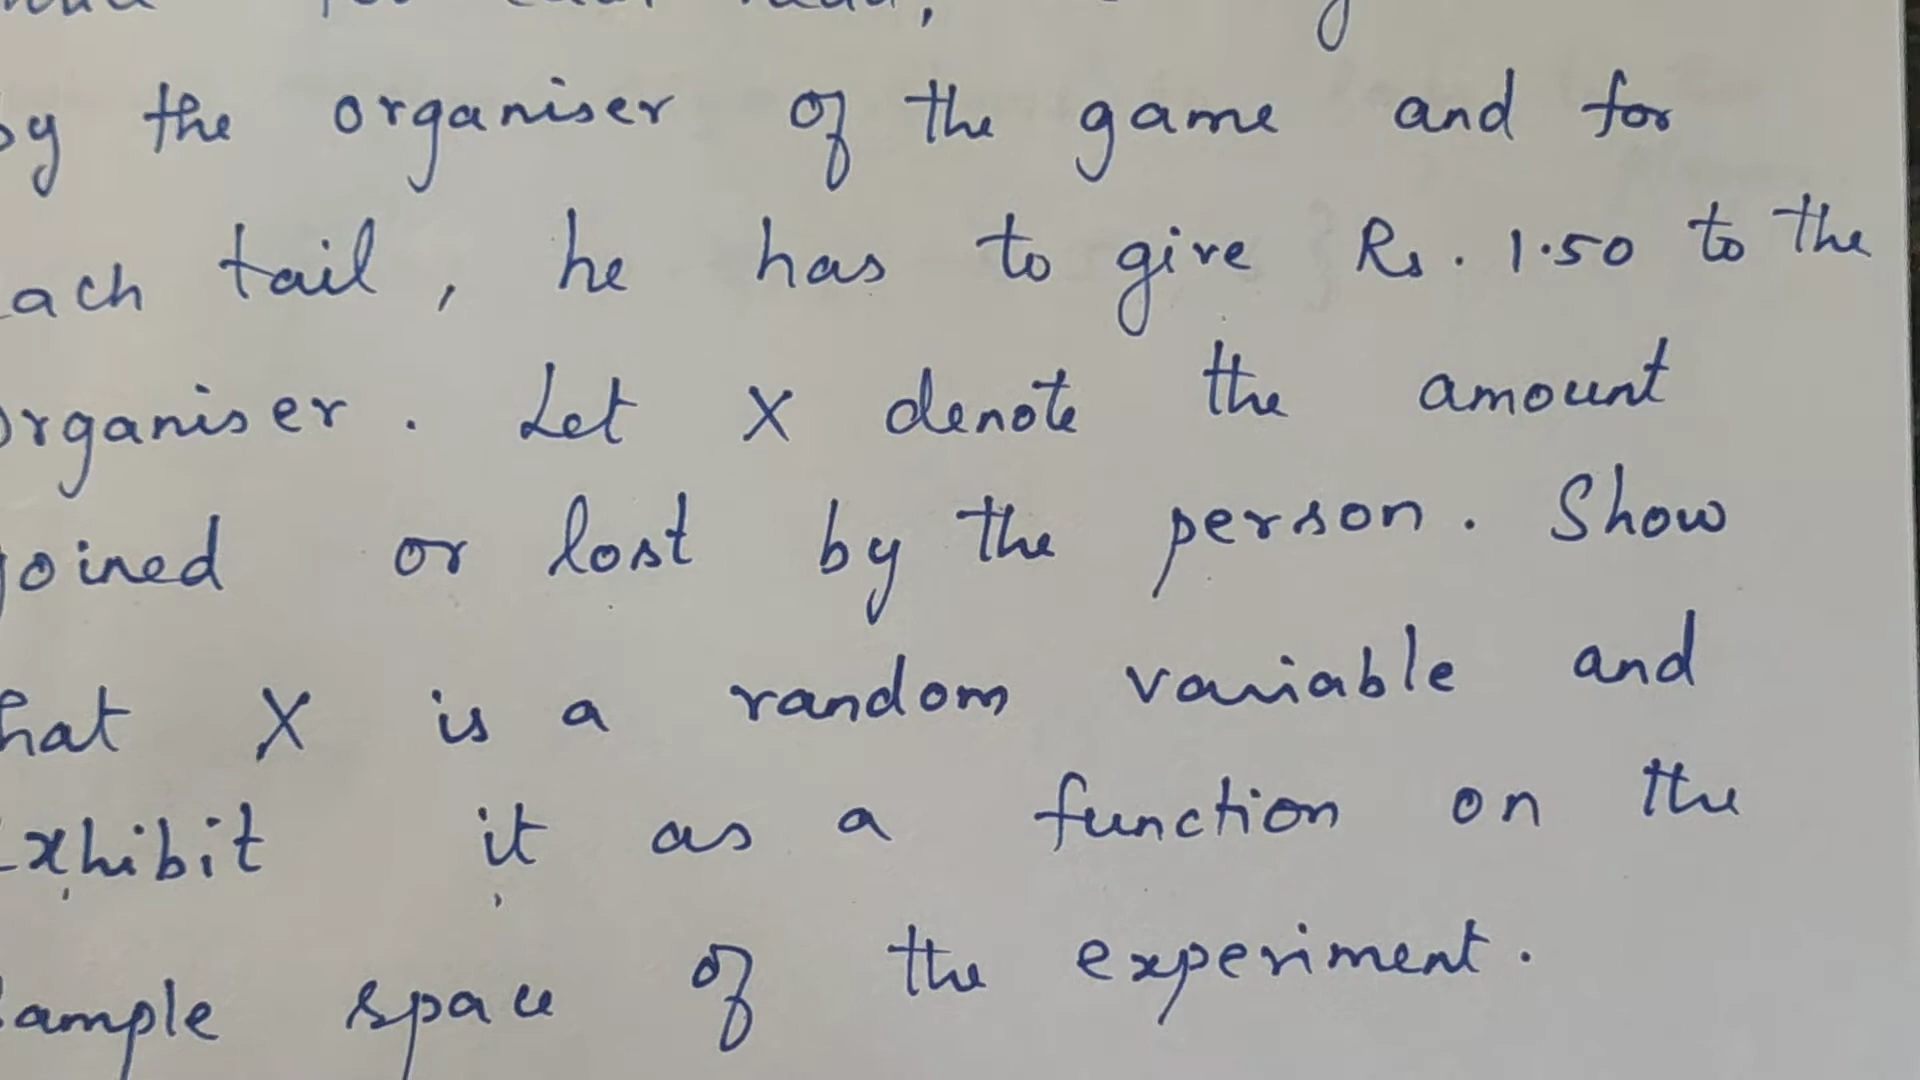 by the organiser of the game and for
each tail, he has to give Rs. 1.50 to the
organiser. Let X denote the amount
goined or lost by the person. Show
that X is a random variable and
exhibit it as a function on the
sample space of the experiment.